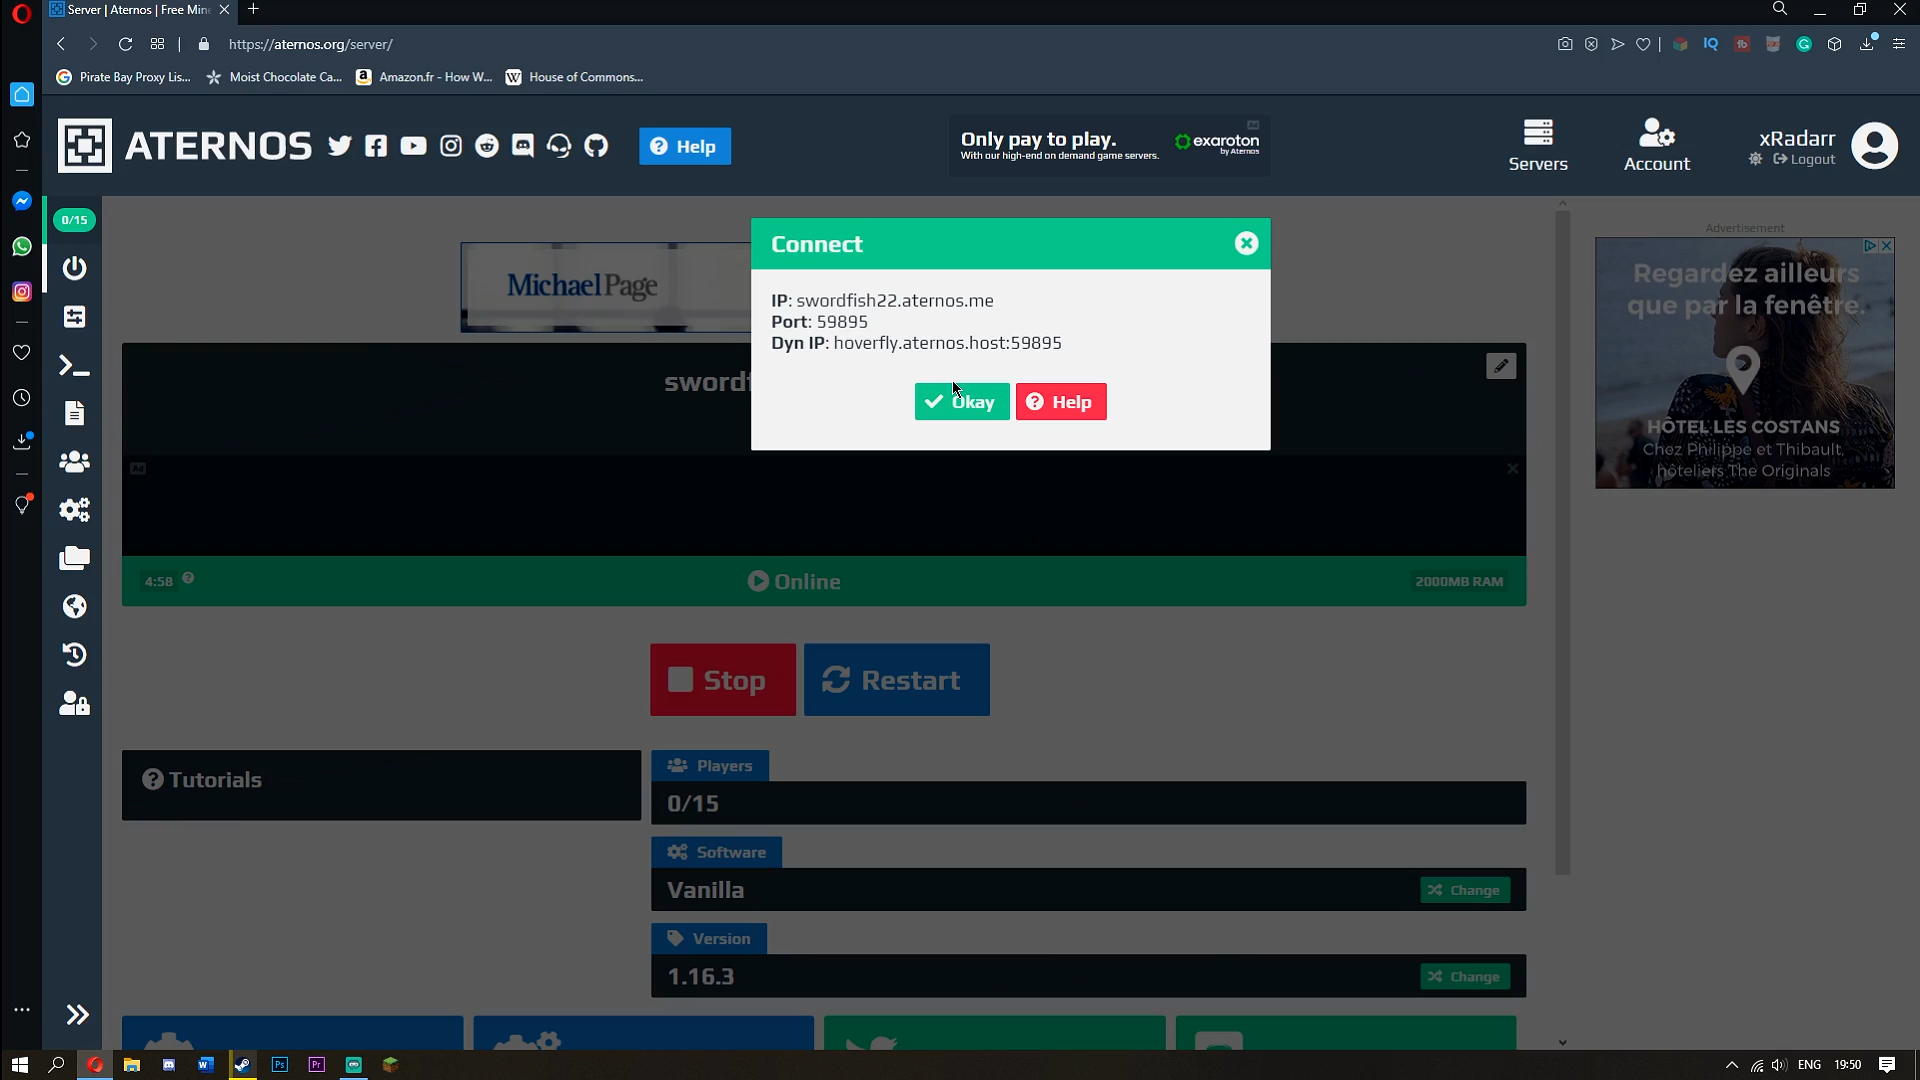 Server | Aternos | Free Min
https://aternos.org/server/
Pirate Bay Proxy Lis...
Moist Chocolate Ca...
Amazon.fr - How W...
House of Commons...
ATERNOS
Help
Only pay to play.
With our high-end on demand game servers.
exaroton
by Aternos
Ad
Servers
Account
xRadarr
Logout
0/15
Michael Page
Connect
IP: swordfish22.aternos.me
Port: 59895
Dyn IP: hoverfly.aternos.host:59895
Okay
Help
Advertisement
Regardez ailleurs
que par la fenêtre.
HÔTEL LES COSTANS
Chez Philippe et Thibault,
hôteliers The Originals
swordf
Ad
4:58
Online
2000MB RAM
Stop
Restart
Tutorials
Players
0/15
Software
Vanilla
Change
Version
1.16.3
Change
ENG
19:50